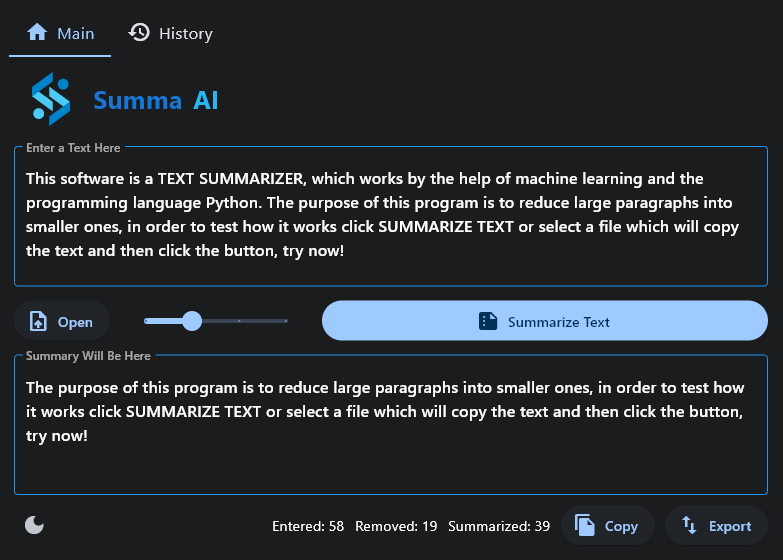 Main History
Summa AI
Enter a Text Here
This software is a TEXT SUMMARIZER, which works by the help of machine learning and the
programming language Python. The purpose of this program is to reduce large paragraphs into
smaller ones, in order to test how it works click SUMMARIZE TEXT or select a file which will copy
the text and then click the button, try now!
Open Summarize Text
Summary Will Be Here
The purpose of this program is to reduce large paragraphs into smaller ones, in order to test how
it works click SUMMARIZE TEXT or select a file which will copy the text and then click the button,
try now!
Entered: 58 Removed: 19 Summarized: 39 Copy Export